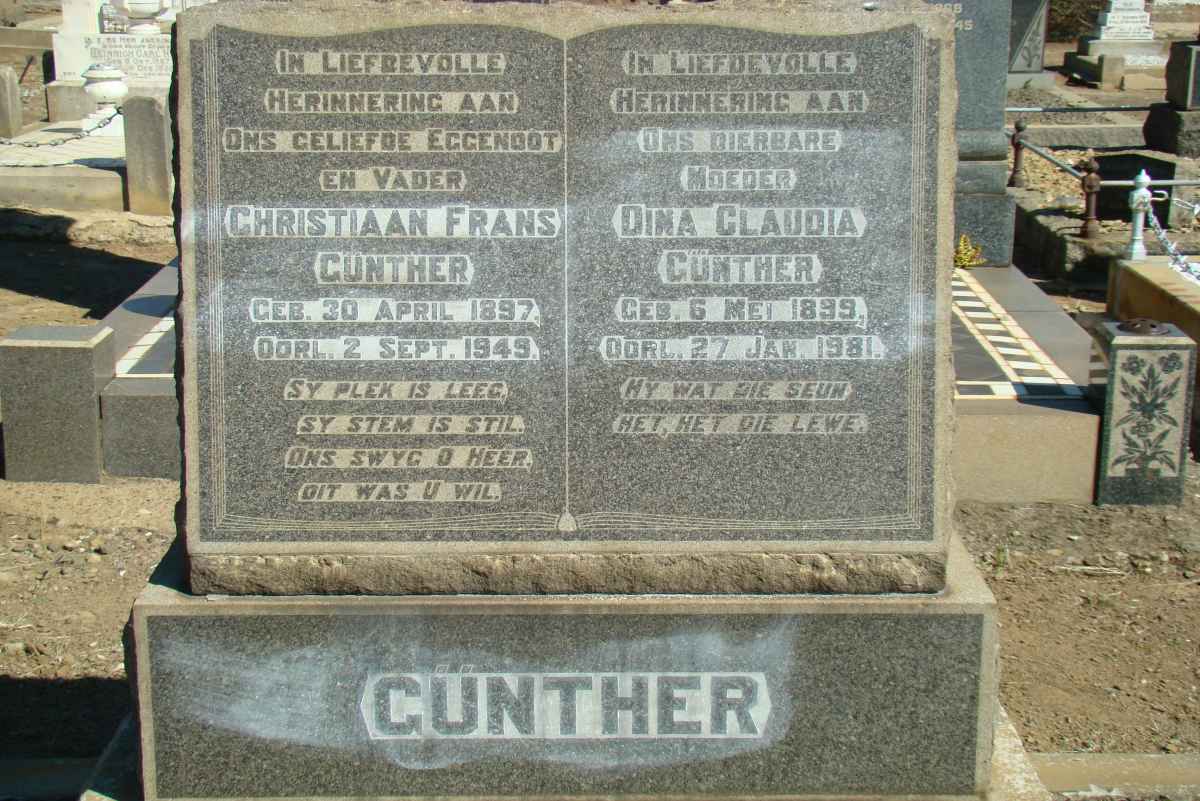 In Liefdevolle
Herinnering aan
Ons geliefde Eggenoot
en Vader
Christiaan Frans
Günther
Geb. 30 April 1897,
Oorl. 2 Sept. 1949.
Sy plek is leeg,
sy stem is stil.
Ons swyg o Heer,
dit was U wil.
In Liefdevolle
Herinnering aan
Ons dierbare
Moeder
Dina Claudia
Günther
Geb. 6 Mei 1899,
Oorl. 27 Jan. 1981.
Hy wat die Seun
het, het die lewe.
GÜNTHER